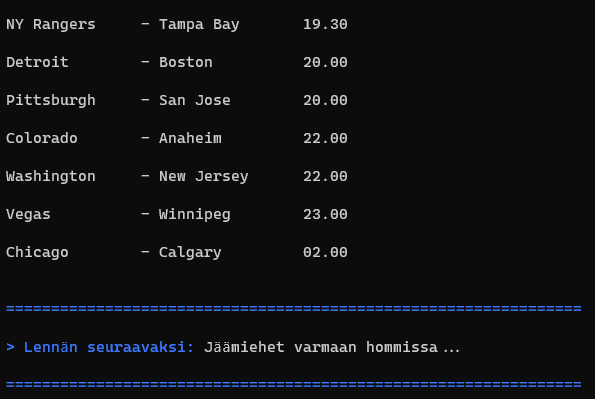 NY Rangers     – Tampa Bay       19.30
Detroit        – Boston          20.00
Pittsburgh     – San Jose        20.00
Colorado       – Anaheim         22.00
Washington     – New Jersey      22.00
Vegas          – Winnipeg        23.00
Chicago        – Calgary         02.00
================================================================
> Lennän seuraavaksi: Jäämiehet varmaan hommissa...
================================================================